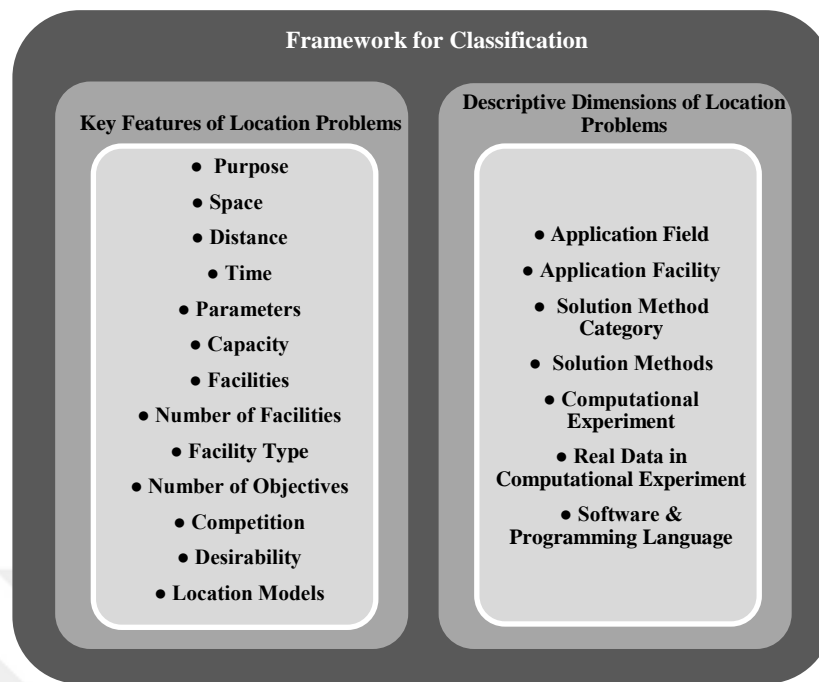 Framework for Classification
Key Features of Location Problems
● Purpose
● Space
● Distance
● Time
● Parameters
● Capacity
● Facilities
● Number of Facilities
● Facility Type
● Number of Objectives
● Competition
● Desirability
● Location Models
Descriptive Dimensions of Location
Problems
● Application Field
● Application Facility
● Solution Method
Category
● Solution Methods
● Computational
Experiment
● Real Data in
Computational Experiment
● Software &
Programming Language